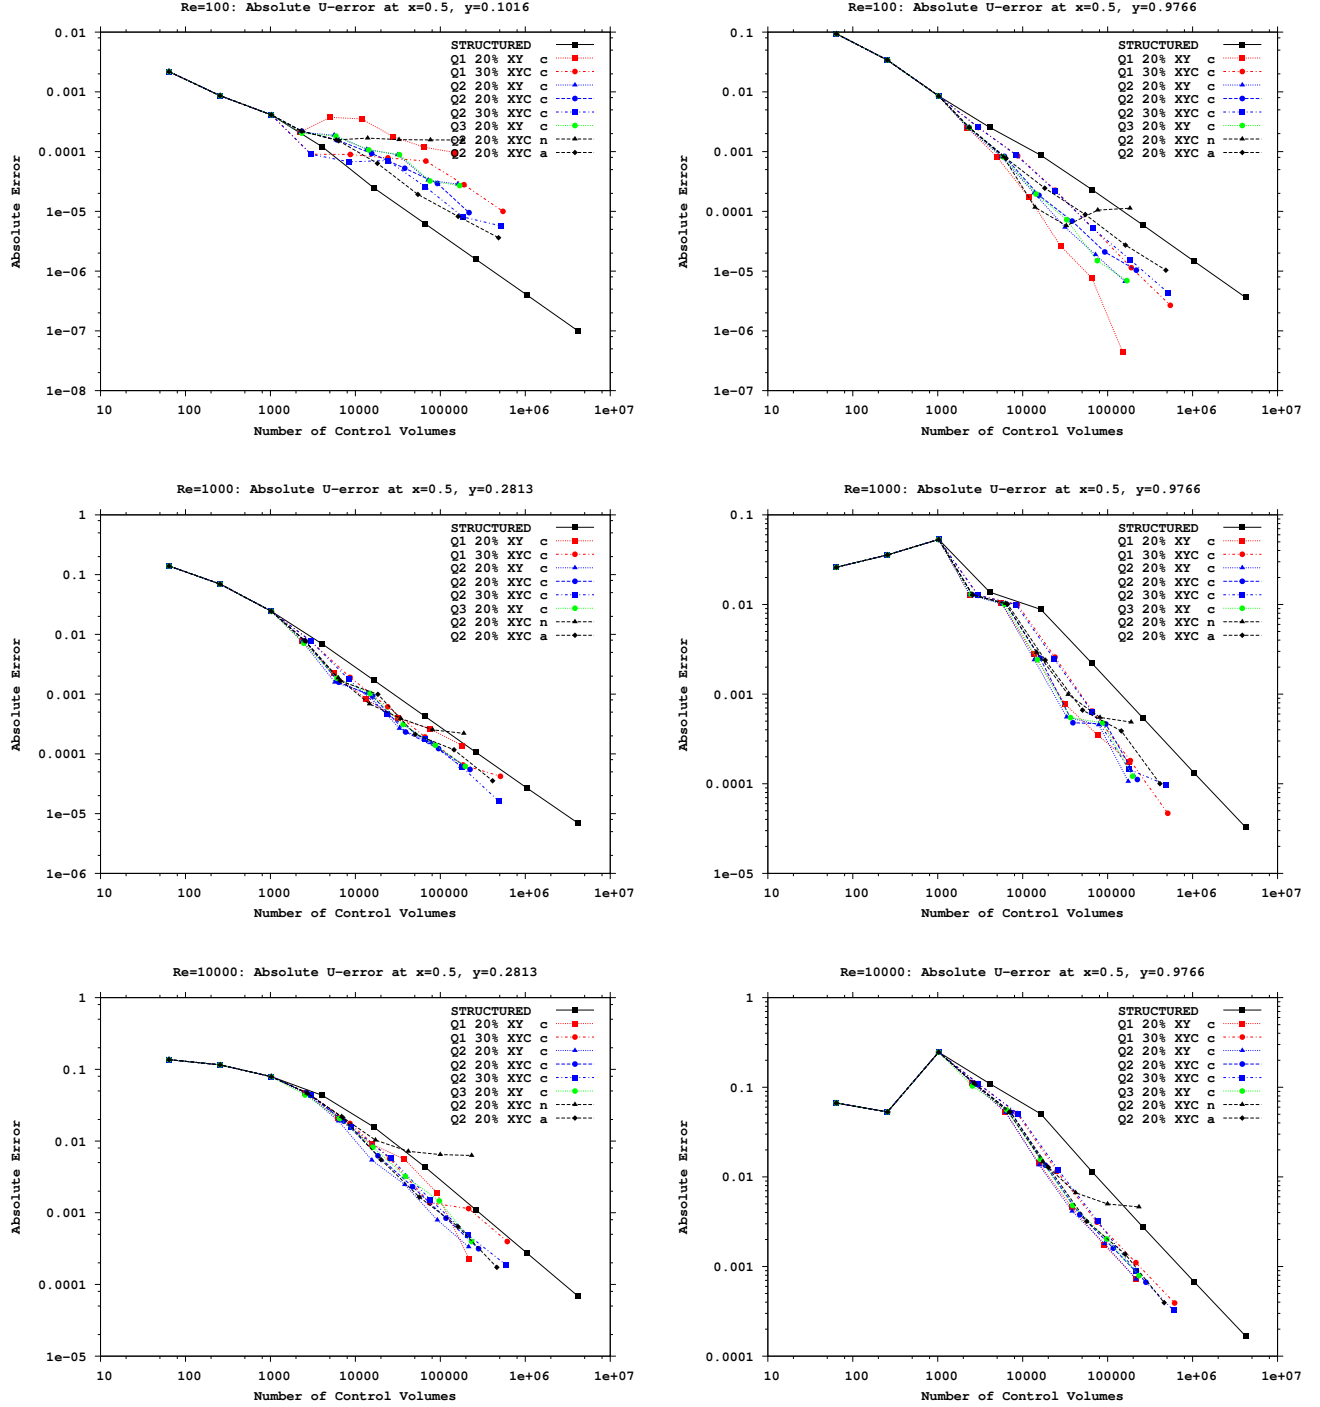 Re=100: Absolute U-error at x=0.5, y=0.1016
0.01
0.001
0.0001
1e-05
1e-06
1e-07
1e-08
Absolute Error
STRUCTURED
Q1 20% XY c
Q1 30% XYC c
Q2 20% XY c
Q2 20% XYC c
Q2 30% XYC c
Q3 20% XY c
Q2 20% XYC n
Q2 20% XYC a
10 100 1000 10000 100000 1e+06 1e+07
Number of Control Volumes
Re=100: Absolute U-error at x=0.5, y=0.9766
0.1
0.01
0.001
0.0001
1e-05
1e-06
1e-07
Absolute Error
STRUCTURED
Q1 20% XY c
Q1 30% XYC c
Q2 20% XY c
Q2 20% XYC c
Q2 30% XYC c
Q3 20% XY c
Q2 20% XYC n
Q2 20% XYC a
10 100 1000 10000 100000 1e+06 1e+07
Number of Control Volumes
Re=1000: Absolute U-error at x=0.5, y=0.2813
1
0.1
0.01
0.001
0.0001
1e-05
1e-06
Absolute Error
STRUCTURED
Q1 20% XY c
Q1 30% XYC c
Q2 20% XY c
Q2 20% XYC c
Q2 30% XYC c
Q3 20% XY c
Q2 20% XYC n
Q2 20% XYC a
10 100 1000 10000 100000 1e+06 1e+07
Number of Control Volumes
Re=1000: Absolute U-error at x=0.5, y=0.9766
0.1
0.01
0.001
0.0001
1e-05
Absolute Error
STRUCTURED
Q1 20% XY c
Q1 30% XYC c
Q2 20% XY c
Q2 20% XYC c
Q2 30% XYC c
Q3 20% XY c
Q2 20% XYC n
Q2 20% XYC a
10 100 1000 10000 100000 1e+06 1e+07
Number of Control Volumes
Re=10000: Absolute U-error at x=0.5, y=0.2813
1
0.1
0.01
0.001
0.0001
1e-05
Absolute Error
STRUCTURED
Q1 20% XY c
Q1 30% XYC c
Q2 20% XY c
Q2 20% XYC c
Q2 30% XYC c
Q3 20% XY c
Q2 20% XYC n
Q2 20% XYC a
10 100 1000 10000 100000 1e+06 1e+07
Number of Control Volumes
Re=10000: Absolute U-error at x=0.5, y=0.9766
1
0.1
0.01
0.001
0.0001
Absolute Error
STRUCTURED
Q1 20% XY c
Q1 30% XYC c
Q2 20% XY c
Q2 20% XYC c
Q2 30% XYC c
Q3 20% XY c
Q2 20% XYC n
Q2 20% XYC a
10 100 1000 10000 100000 1e+06 1e+07
Number of Control Volumes